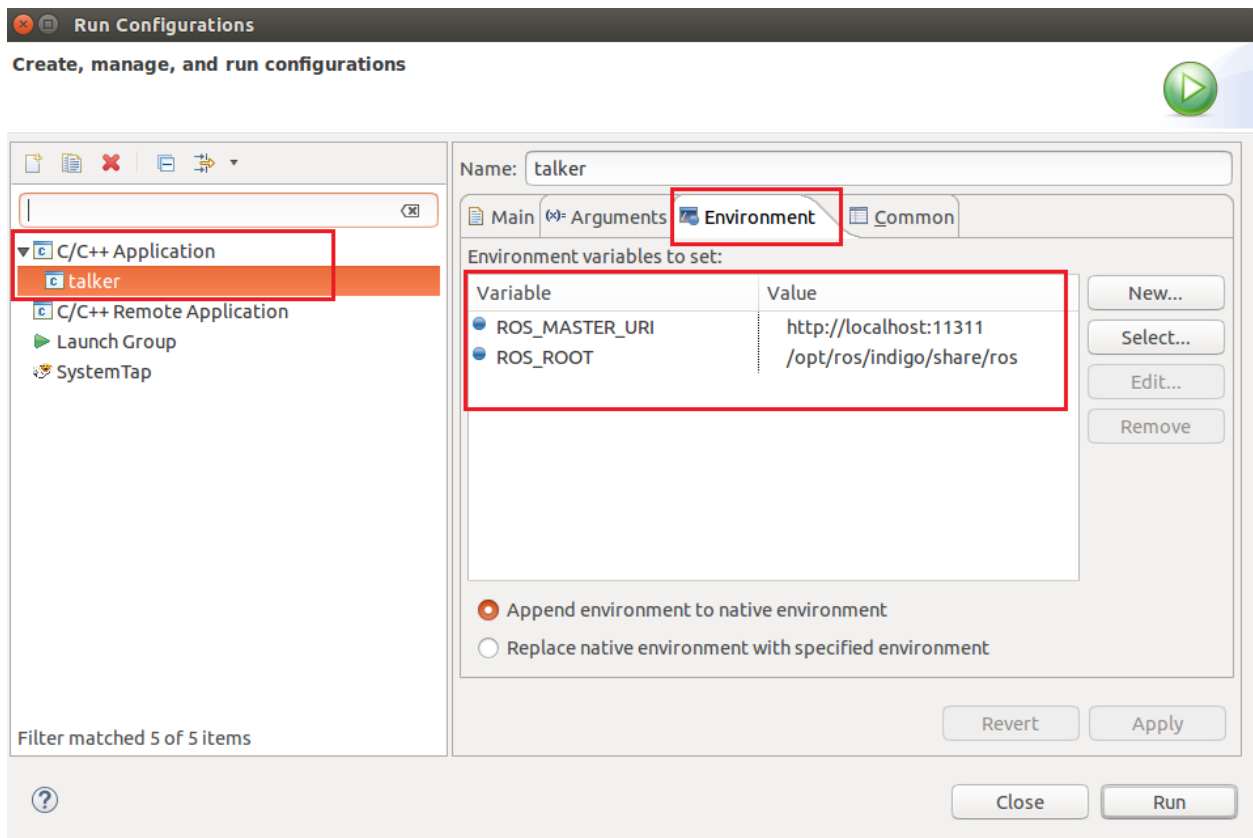 Run Configurations
Create, manage, and run configurations
C/C++ Application
talker
C/C++ Remote Application
Launch Group
SystemTap
Filter matched 5 of 5 items
Name: talker
Main (x)= Arguments Environment Common
Environment variables to set:
Variable Value
ROS_MASTER_URI http://localhost:11311
ROS_ROOT /opt/ros/indigo/share/ros
New...
Select...
Edit...
Remove
Append environment to native environment
Replace native environment with specified environment
Revert Apply
? Close Run